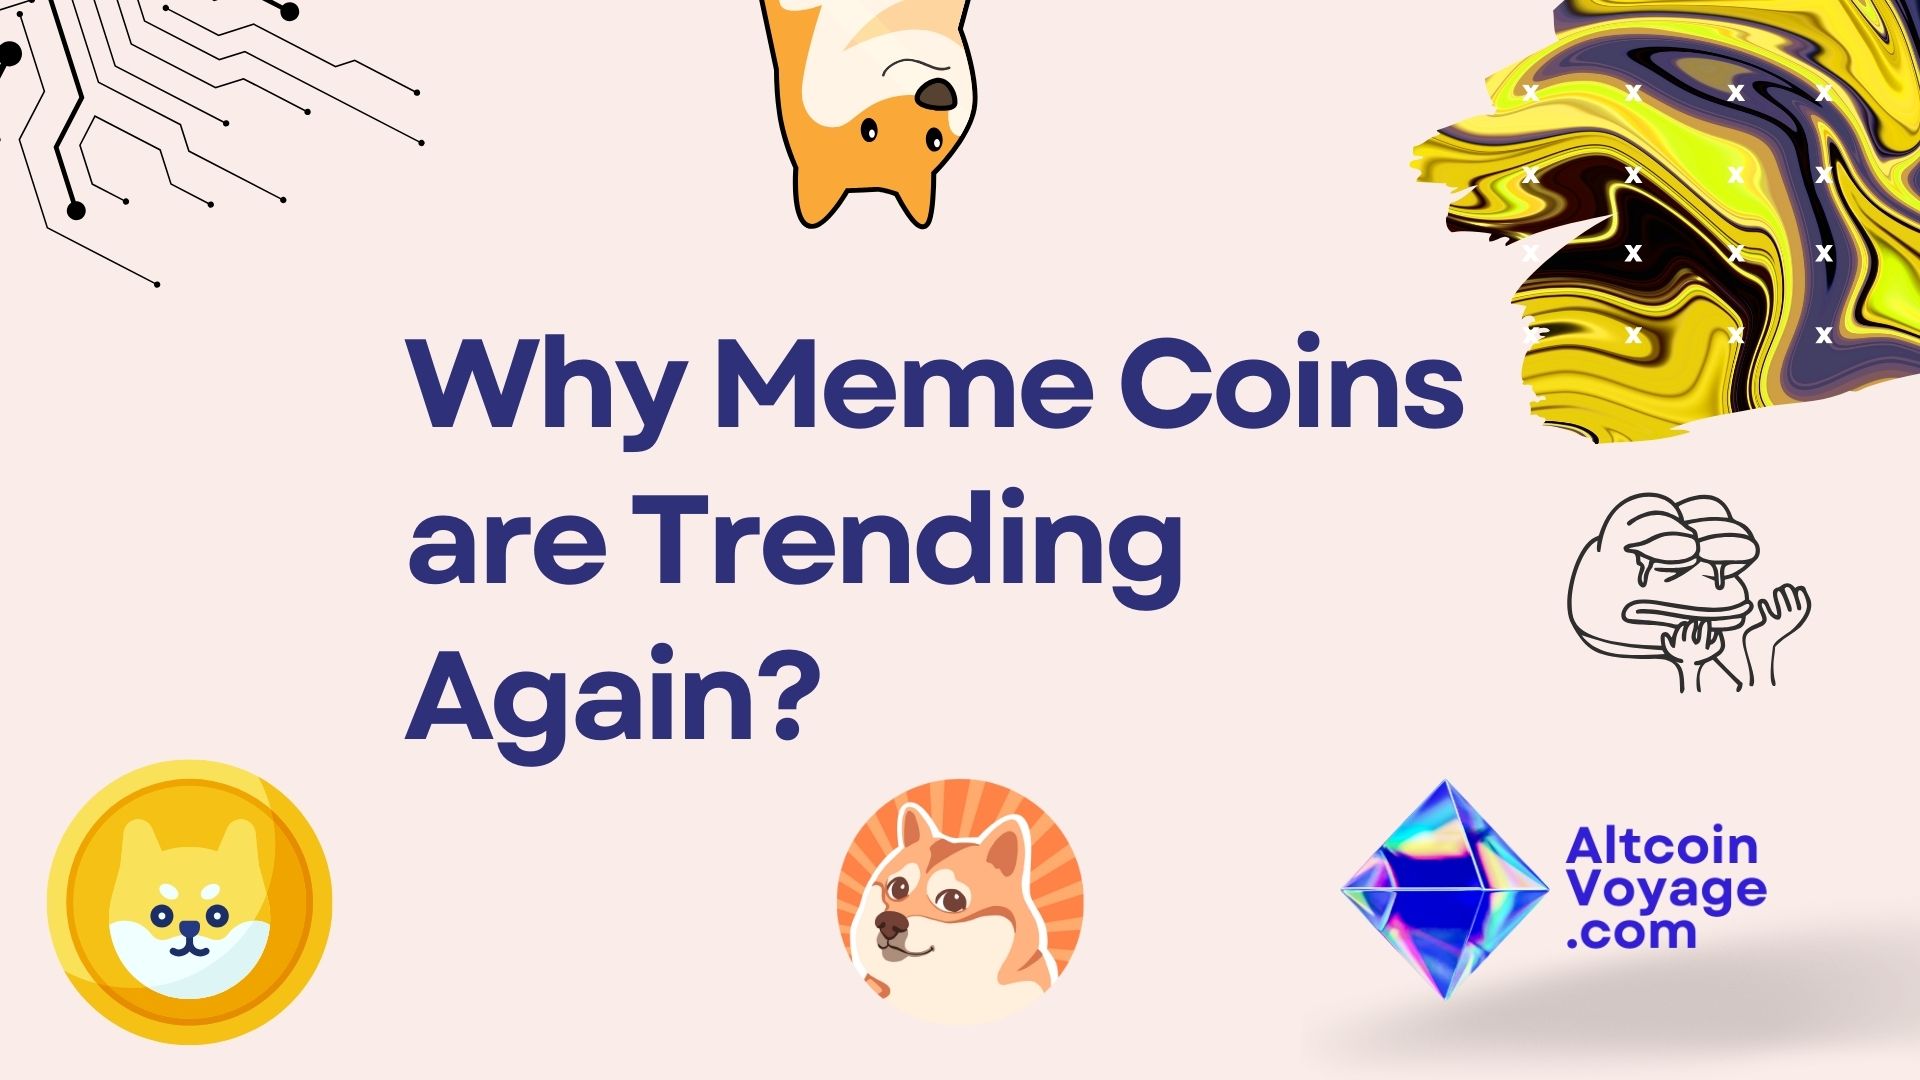 x x x x
x x x x
x x x x
x x x x
Why Meme Coins
are Trending
Again?
Altcoin
Voyage
.com